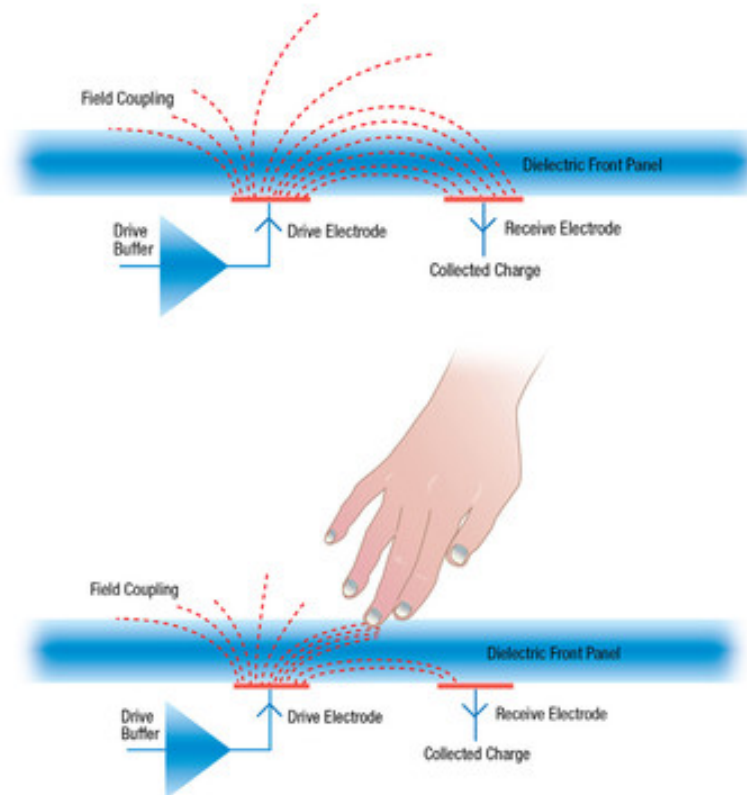 Field Coupling
Dielectric Front Panel
Drive
Buffer
Drive Electrode
Receive Electrode
Collected Charge
Field Coupling
Dielectric Front Panel
Drive
Buffer
Drive Electrode
Receive Electrode
Collected Charge